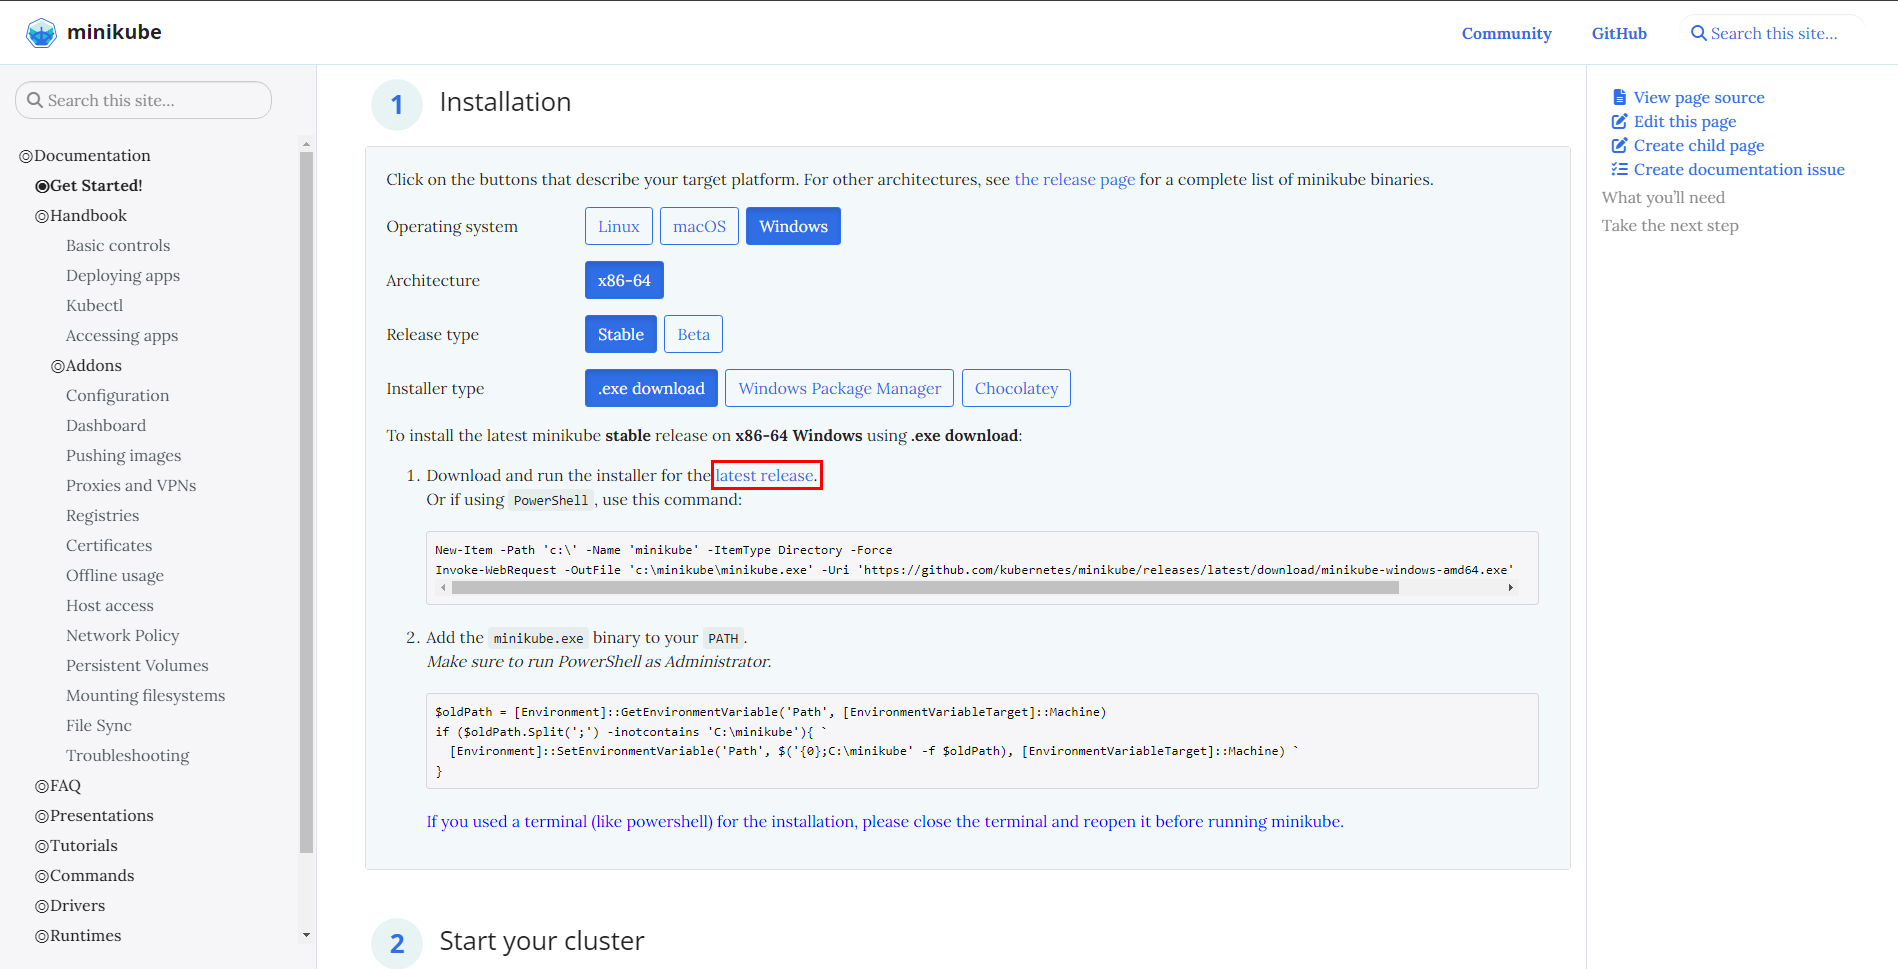 minikube
Community
GitHub
Search this site...
Search this site...
Documentation
Get Started!
Handbook
Basic controls
Deploying apps
Kubectl
Accessing apps
Addons
Configuration
Dashboard
Pushing images
Proxies and VPNs
Registries
Certificates
Offline usage
Host access
Network Policy
Persistent Volumes
Mounting filesystems
File Sync
Troubleshooting
FAQ
Presentations
Tutorials
Commands
Drivers
Runtimes
1 Installation
Click on the buttons that describe your target platform. For other architectures, see the release page for a complete list of minikube binaries.
Operating system Linux macOS Windows
Architecture x86-64
Release type Stable Beta
Installer type .exe download Windows Package Manager Chocolatey
To install the latest minikube stable release on x86-64 Windows using .exe download:
1. Download and run the installer for the latest release.
Or if using PowerShell, use this command:
New-Item -Path 'c:\' -Name 'minikube' -ItemType Directory -Force
Invoke-WebRequest -OutFile 'c:\minikube\minikube.exe' -Uri 'https://github.com/kubernetes/minikube/releases/latest/download/minikube-windows-amd64.exe'
2. Add the minikube.exe binary to your PATH.
Make sure to run PowerShell as Administrator.
$oldPath = [Environment]::GetEnvironmentVariable('Path', [EnvironmentVariableTarget]::Machine)
if ($oldPath.Split(';') -inotcontains 'C:\minikube'){ `
  [Environment]::SetEnvironmentVariable('Path', $('{0};C:\minikube' -f $oldPath), [EnvironmentVariableTarget]::Machine) `
}
If you used a terminal (like powershell) for the installation, please close the terminal and reopen it before running minikube.
2 Start your cluster
View page source
Edit this page
Create child page
Create documentation issue
What you'll need
Take the next step